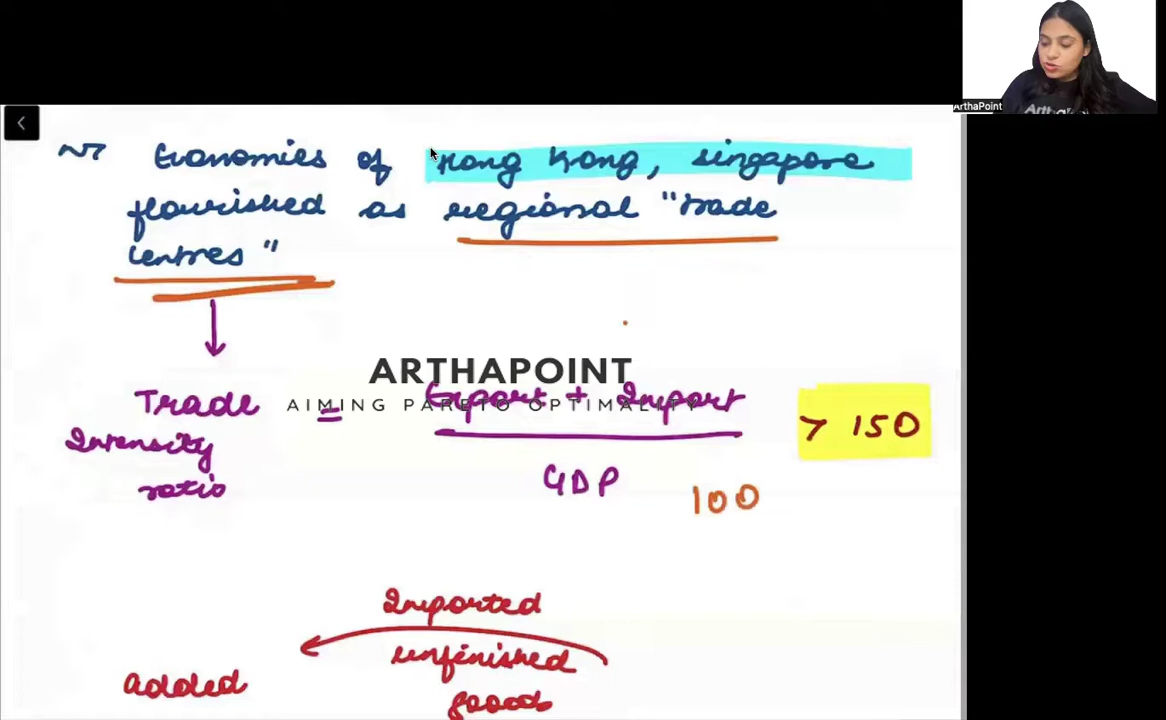 ArthaPoint
Economies of Hong Kong, singapore
flourished as regional "trade
centres"
ARTHAPOINT
AIMING PARETO OPTIMALITY
Trade = Export + Import > 150
Intensity
ratio
GDP 100
Imported
unfinished
added
goods